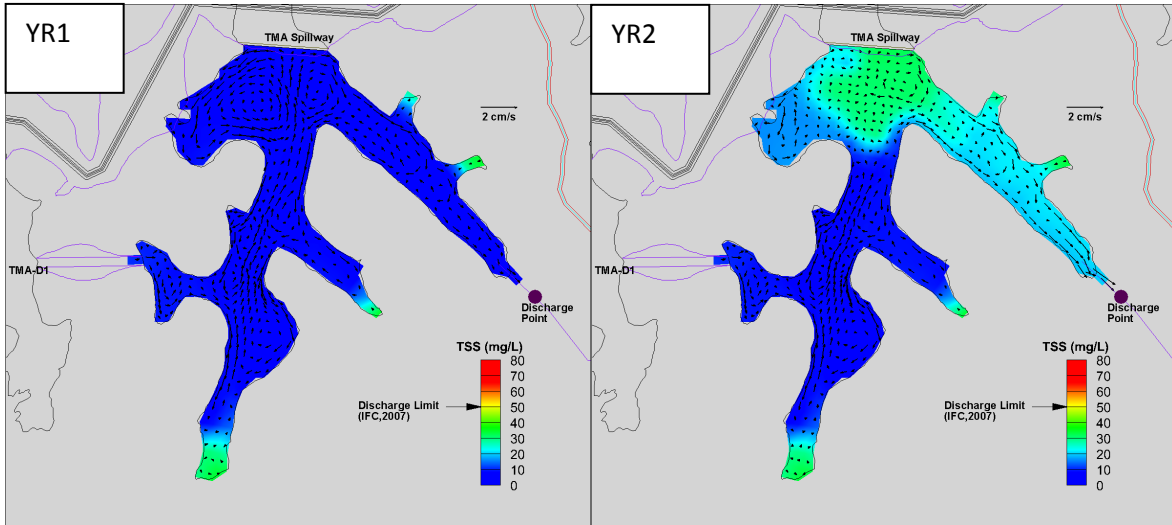 YR1
TMA Spillway
2 cm/s
TMA-D1
Discharge
Point
TSS (mg/L)
80
70
60
50
40
30
20
10
0
Discharge Limit
(IFC,2007)
YR2
TMA Spillway
2 cm/s
TMA-D1
Discharge
Point
TSS (mg/L)
80
70
60
50
40
30
20
10
0
Discharge Limit
(IFC,2007)